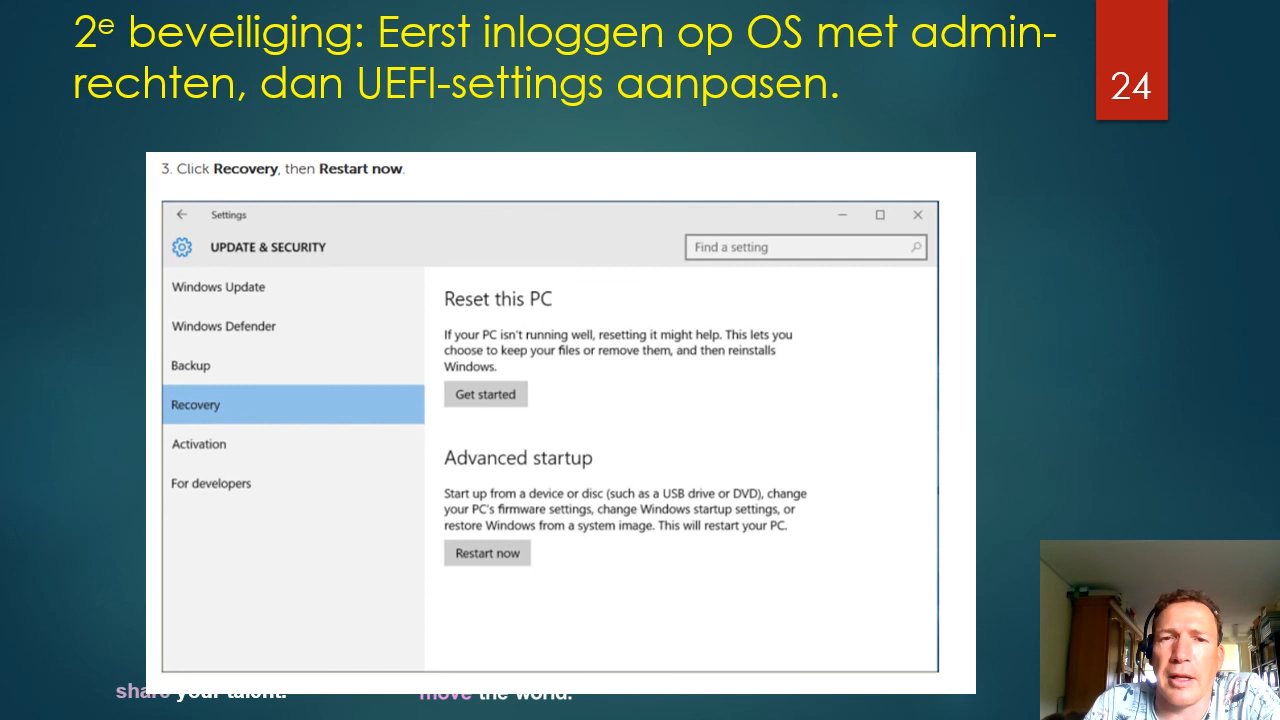 2e beveiliging: Eerst inloggen op OS met admin-
rechten, dan UEFI-settings aanpasen.
24
3. Click Recovery, then Restart now.
Settings
UPDATE & SECURITY
Find a setting
Windows Update
Windows Defender
Backup
Recovery
Activation
For developers
Reset this PC
If your PC isn't running well, resetting it might help. This lets you
choose to keep your files or remove them, and then reinstalls
Windows.
Get started
Advanced startup
Start up from a device or disc (such as a USB drive or DVD), change
your PC's firmware settings, change Windows startup settings, or
restore Windows from a system image. This will restart your PC.
Restart now
share your talent. move the world.